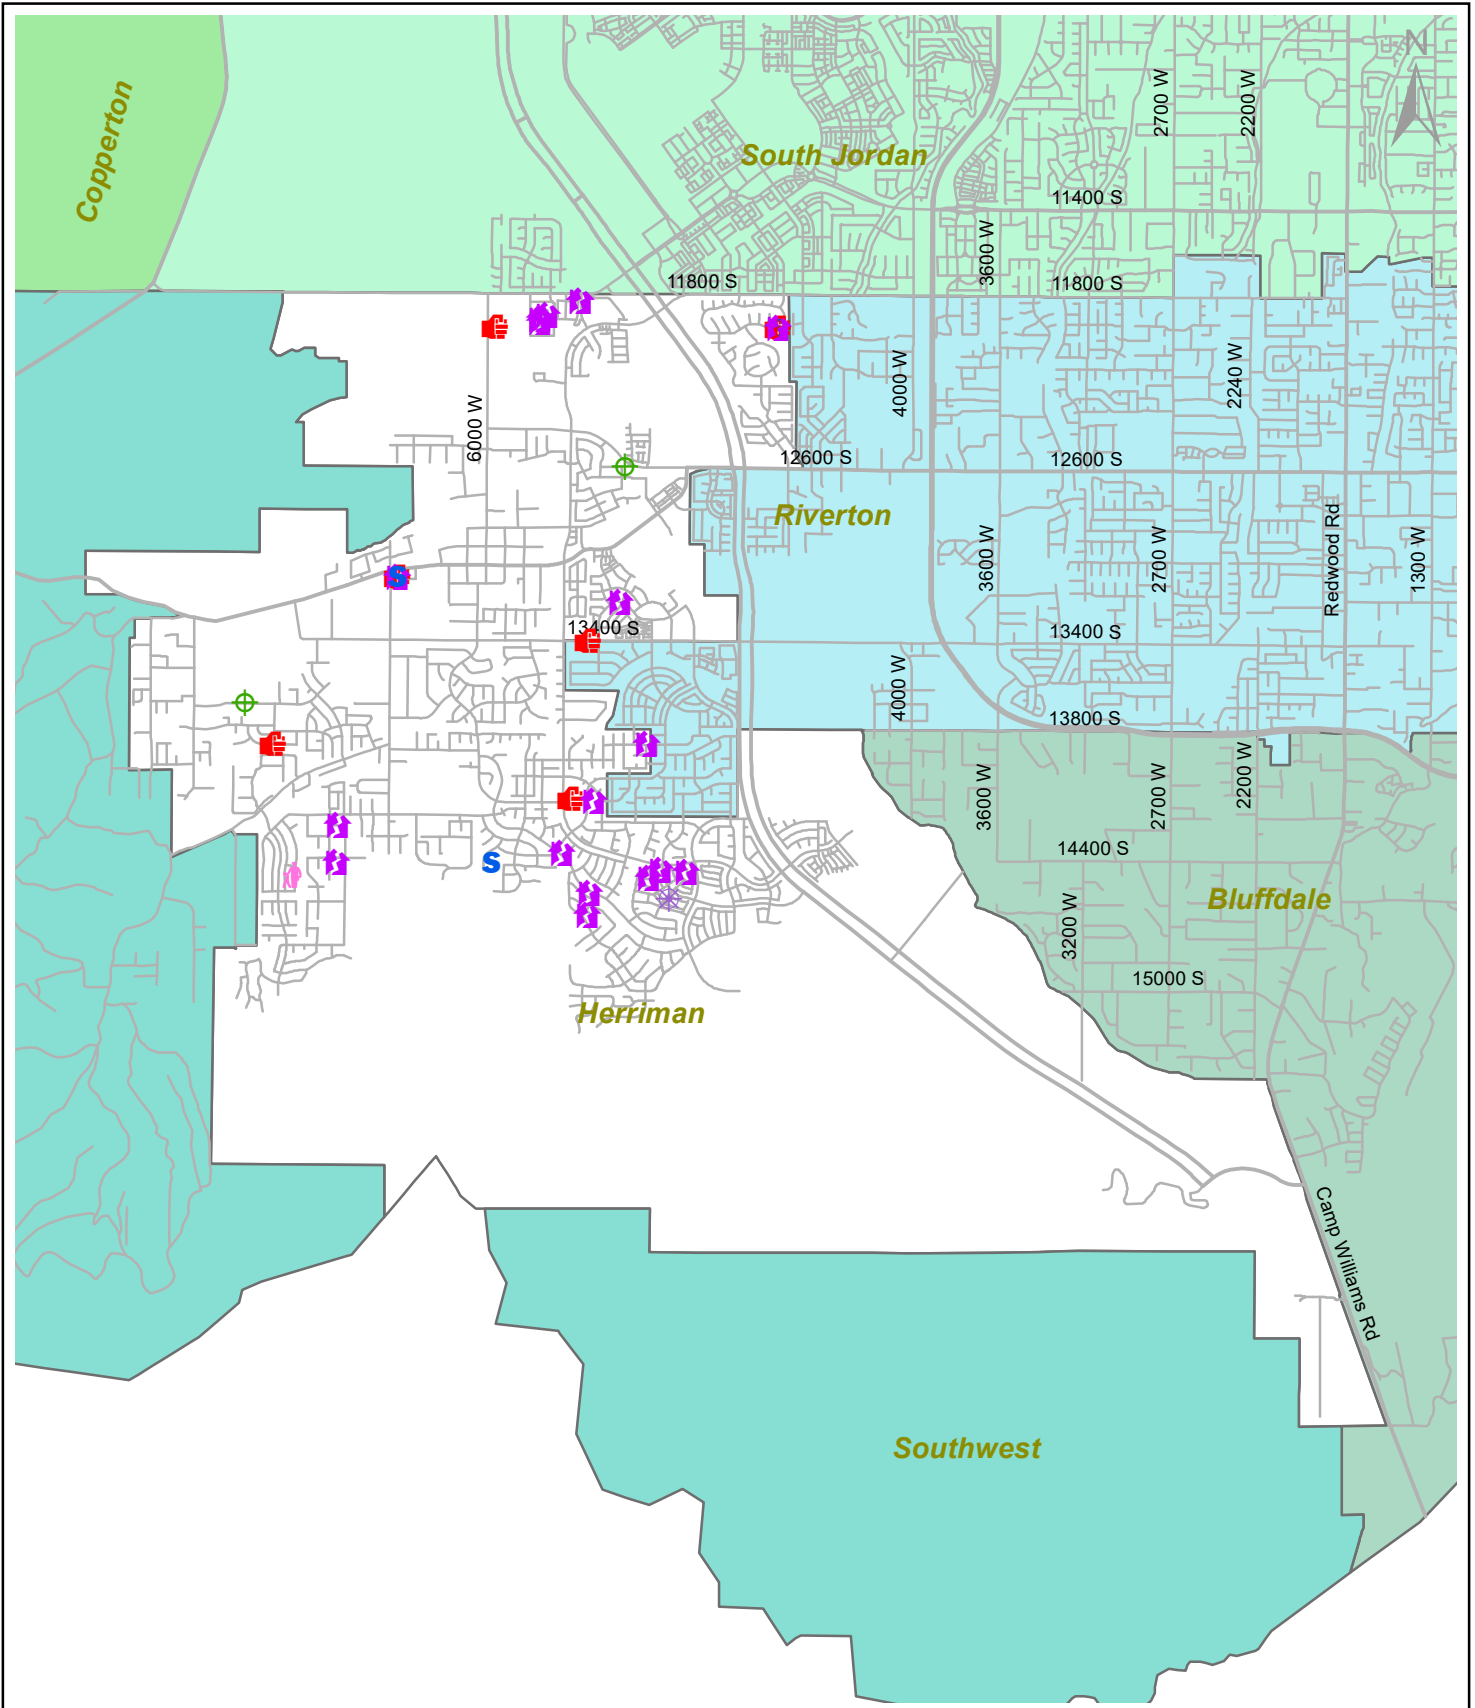 N
Copperton
South Jordan
2700 W
2200 W
11400 S
3600 W
11800 S
11800 S
6000 W
4000 W
2240 W
12600 S
12600 S
Riverton
3600 W
2700 W
Redwood Rd
1300 W
S
13400 S
13400 S
4000 W
13800 S
3600 W
2700 W
2200 W
14400 S
S
Bluffdale
3200 W
15000 S
Herriman
Camp Williams Rd
Southwest